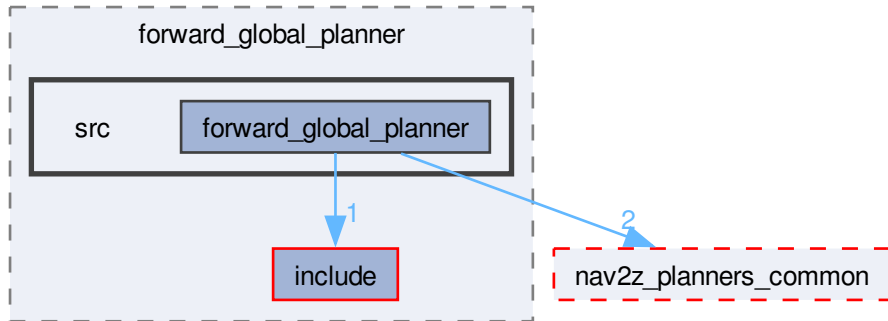 forward_global_planner
src
forward_global_planner
1
2
include
nav2z_planners_common